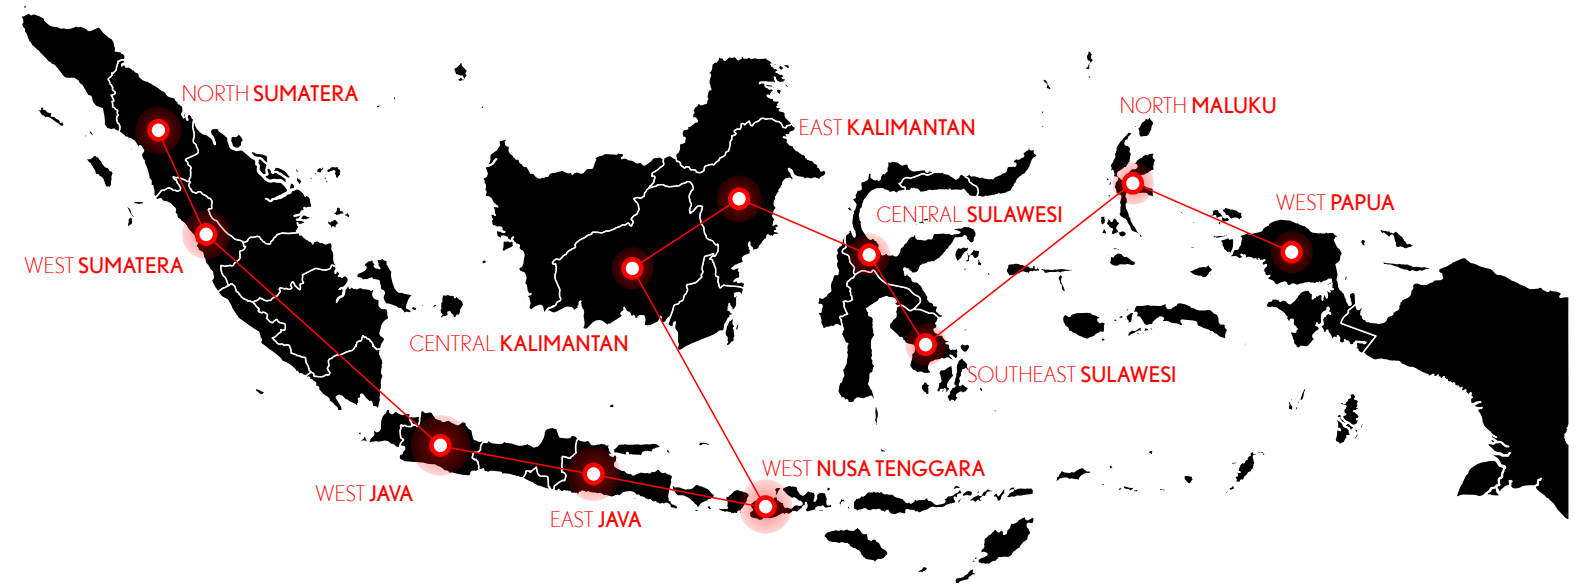 NORTH SUMATERA
NORTH MALUKU
EAST KALIMANTAN
WEST PAPUA
CENTRAL SULAWESI
WEST SUMATERA
CENTRAL KALIMANTAN
SOUTHEAST SULAWESI
WEST NUSA TENGGARA
WEST JAVA
EAST JAVA